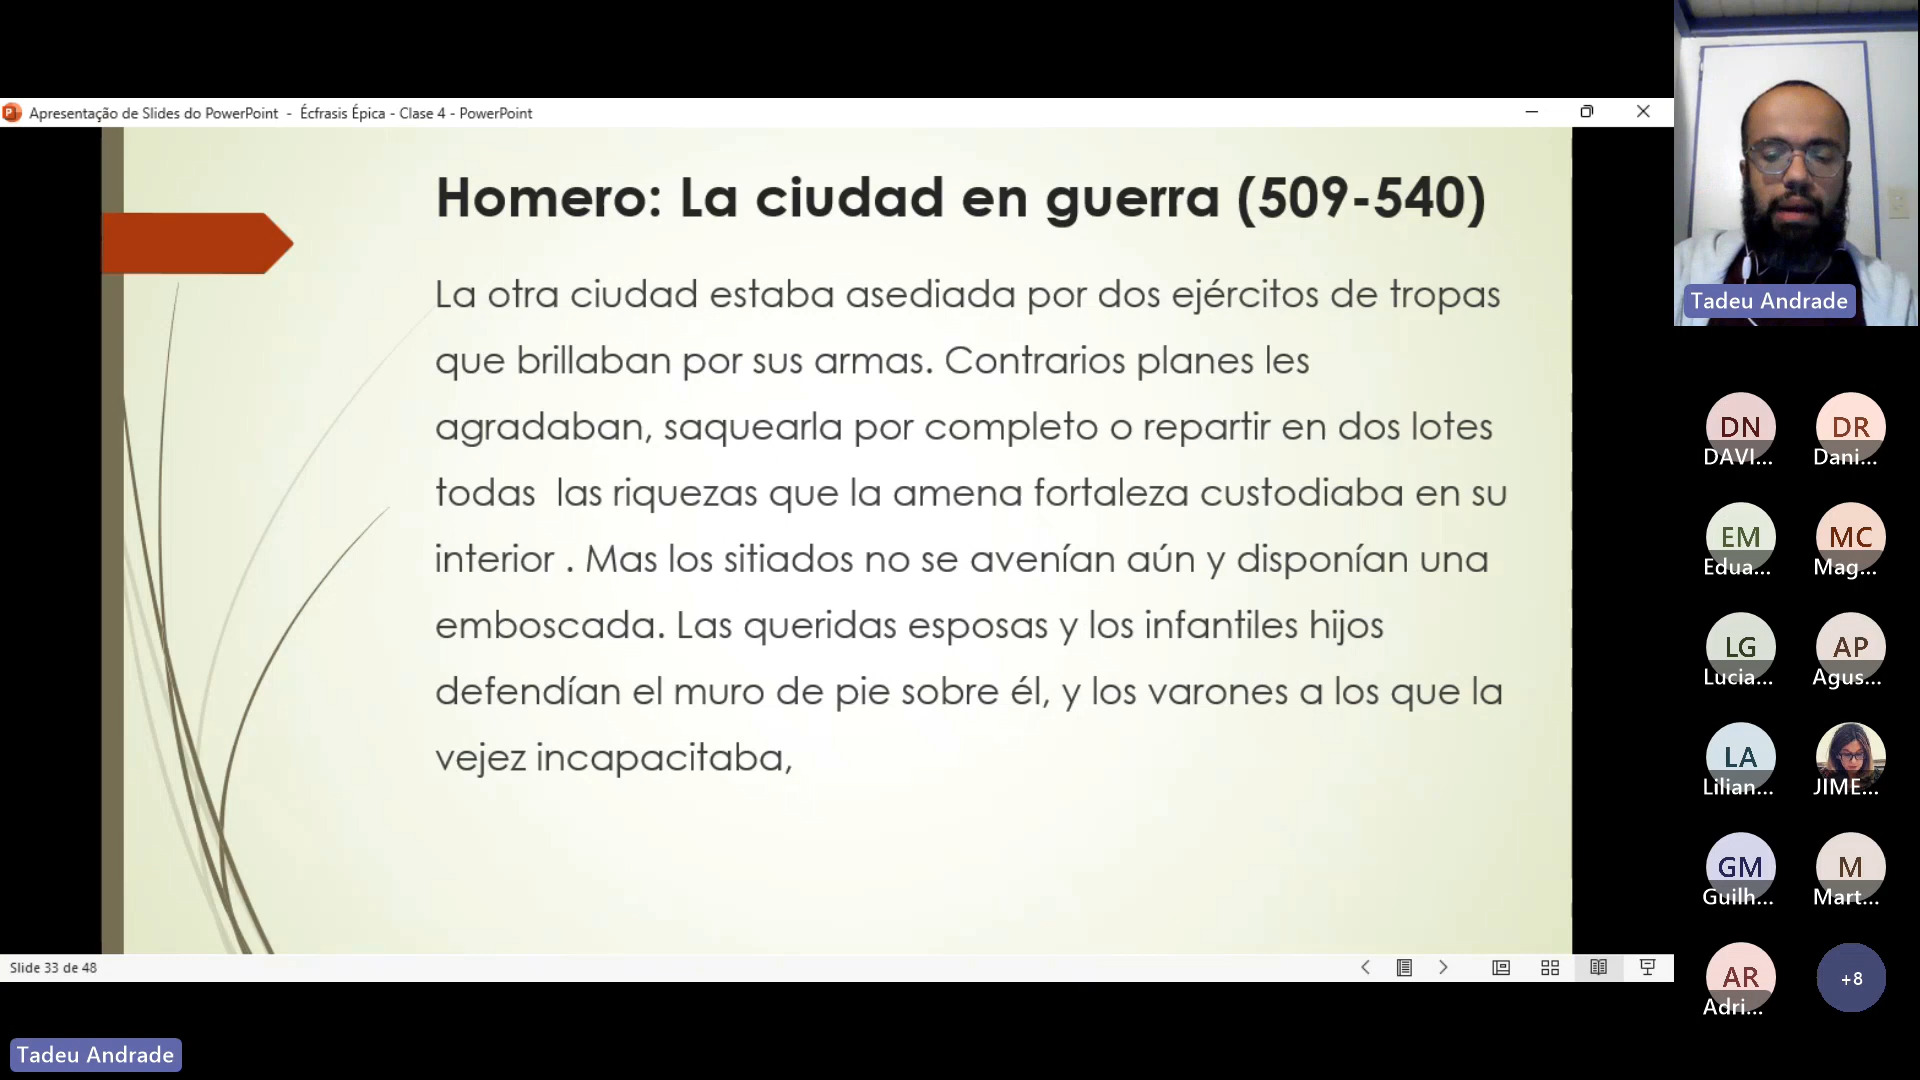 Apresentação de Slides do PowerPoint - Écfrasis Épica - Clase 4 - PowerPoint
Homero: La ciudad en guerra (509-540)
La otra ciudad estaba asediada por dos ejércitos de tropas
que brillaban por sus armas. Contrarios planes les
agradaban, saquearla por completo o repartir en dos lotes
todas las riquezas que la amena fortaleza custodiaba en su
interior . Mas los sitiados no se avenían aún y disponían una
emboscada. Las queridas esposas y los infantiles hijos
defendían el muro de pie sobre él, y los varones a los que la
vejez incapacitaba,
Slide 33 de 48
Tadeu Andrade
Tadeu Andrade
DN
DAVI...
DR
Dani...
EM
Edua...
MC
Mag...
LG
Lucia...
AP
Agus...
LA
Lilian...
JIME...
GM
Guilh...
M
Mart...
AR
Adri...
+8